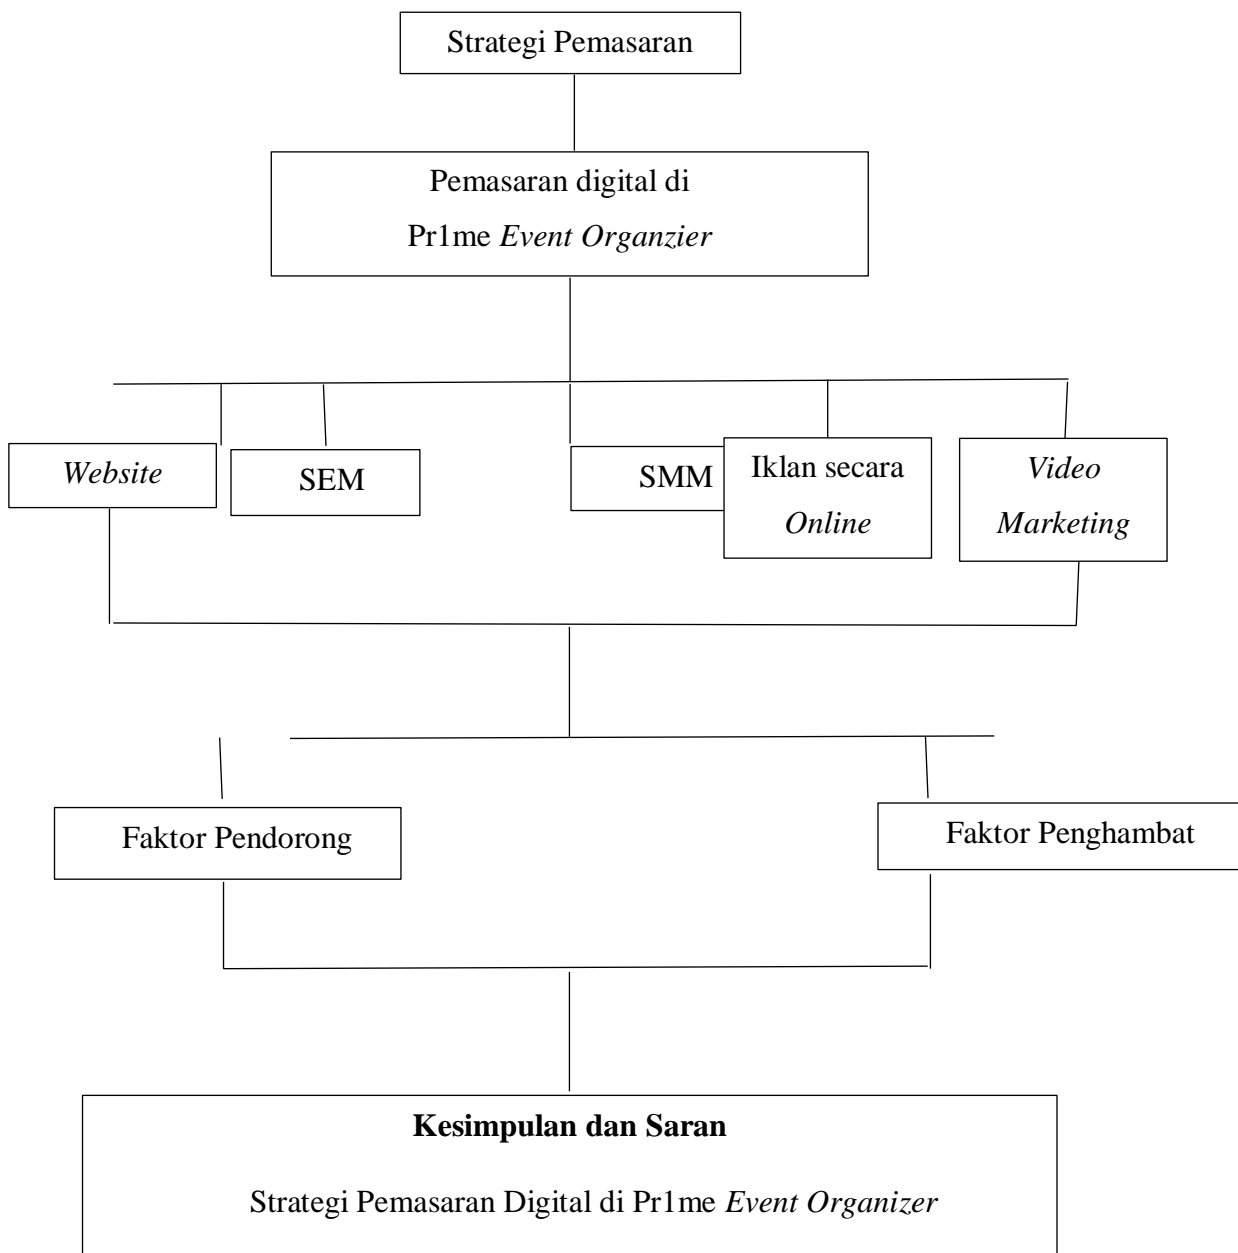 Strategi Pemasaran
Pemasaran digital di
Pr1me Event Organzier
Website
SEM
SMM
Iklan secara
Online
Video
Marketing
Faktor Pendorong
Faktor Penghambat
Kesimpulan dan Saran
Strategi Pemasaran Digital di Pr1me Event Organizer